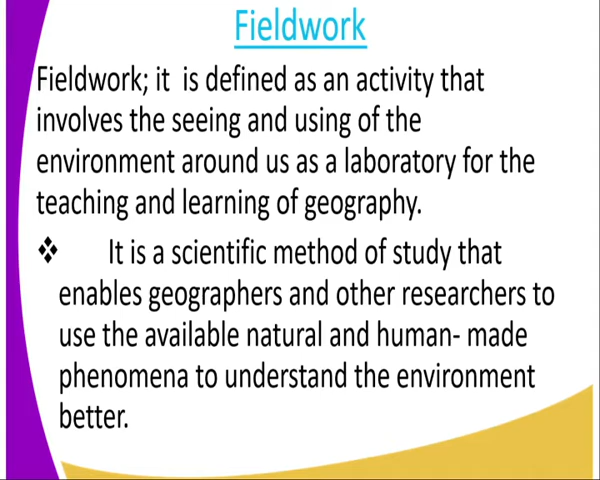 Fieldwork
Fieldwork; it  is defined as an activity that
involves the seeing and using of the
environment around us as a laboratory for the
teaching and learning of geography.
❖ It is a scientific method of study that
enables geographers and other researchers to
use the available natural and human- made
phenomena to understand the environment
better.